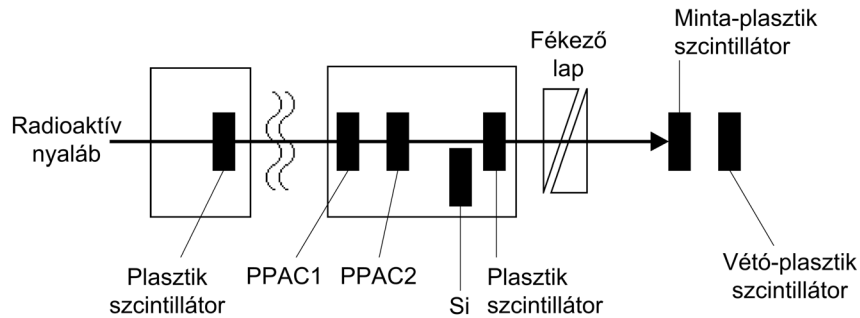 Minta-plasztik
szcintillátor
Fékező
lap
Radioaktív
nyaláb
Plasztik
szcintillátor
PPAC1
PPAC2
Si
Plasztik
szcintillátor
Vétó-plasztik
szcintillátor